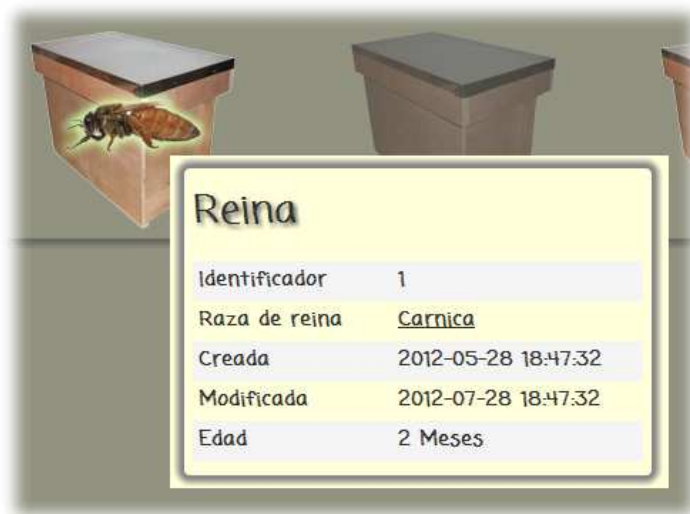 Reina
Identificador 1
Raza de reina Carnica
Creada 2012-05-28 18:47:32
Modificada 2012-07-28 18:47:32
Edad 2 Meses